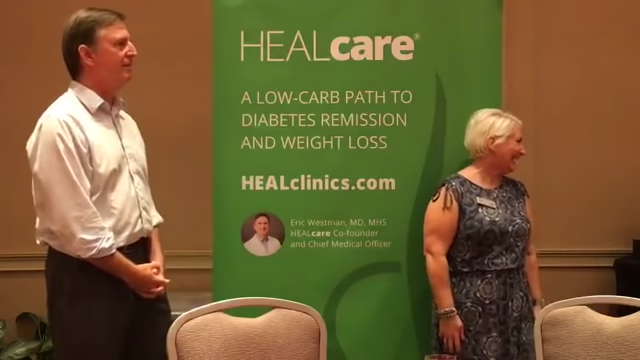 HEALcare®
A LOW-CARB PATH TO
DIABETES REMISSION
AND WEIGHT LOSS
HEALclinics.com
Eric Westman, MD, MHS
HEALcare Co-founder
and Chief Medical Officer